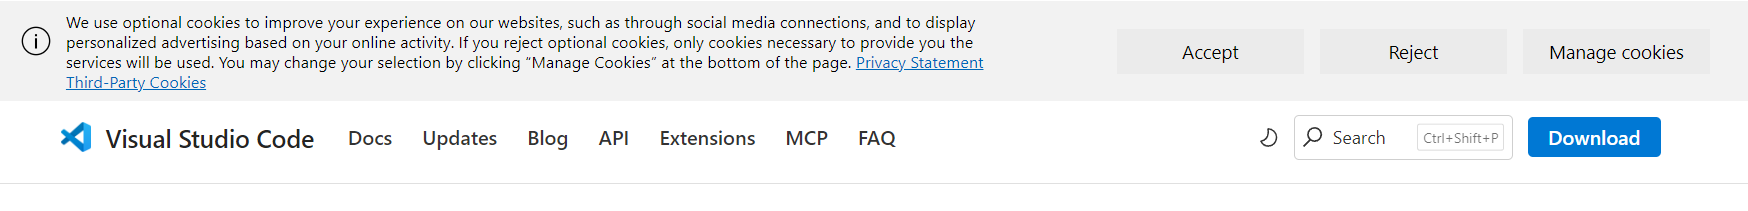 We use optional cookies to improve your experience on our websites, such as through social media connections, and to display
personalized advertising based on your online activity. If you reject optional cookies, only cookies necessary to provide you the
services will be used. You may change your selection by clicking “Manage Cookies” at the bottom of the page. Privacy Statement
Third-Party Cookies
Accept
Reject
Manage cookies
Visual Studio Code
Docs
Updates
Blog
API
Extensions
MCP
FAQ
Search
Ctrl+Shift+P
Download